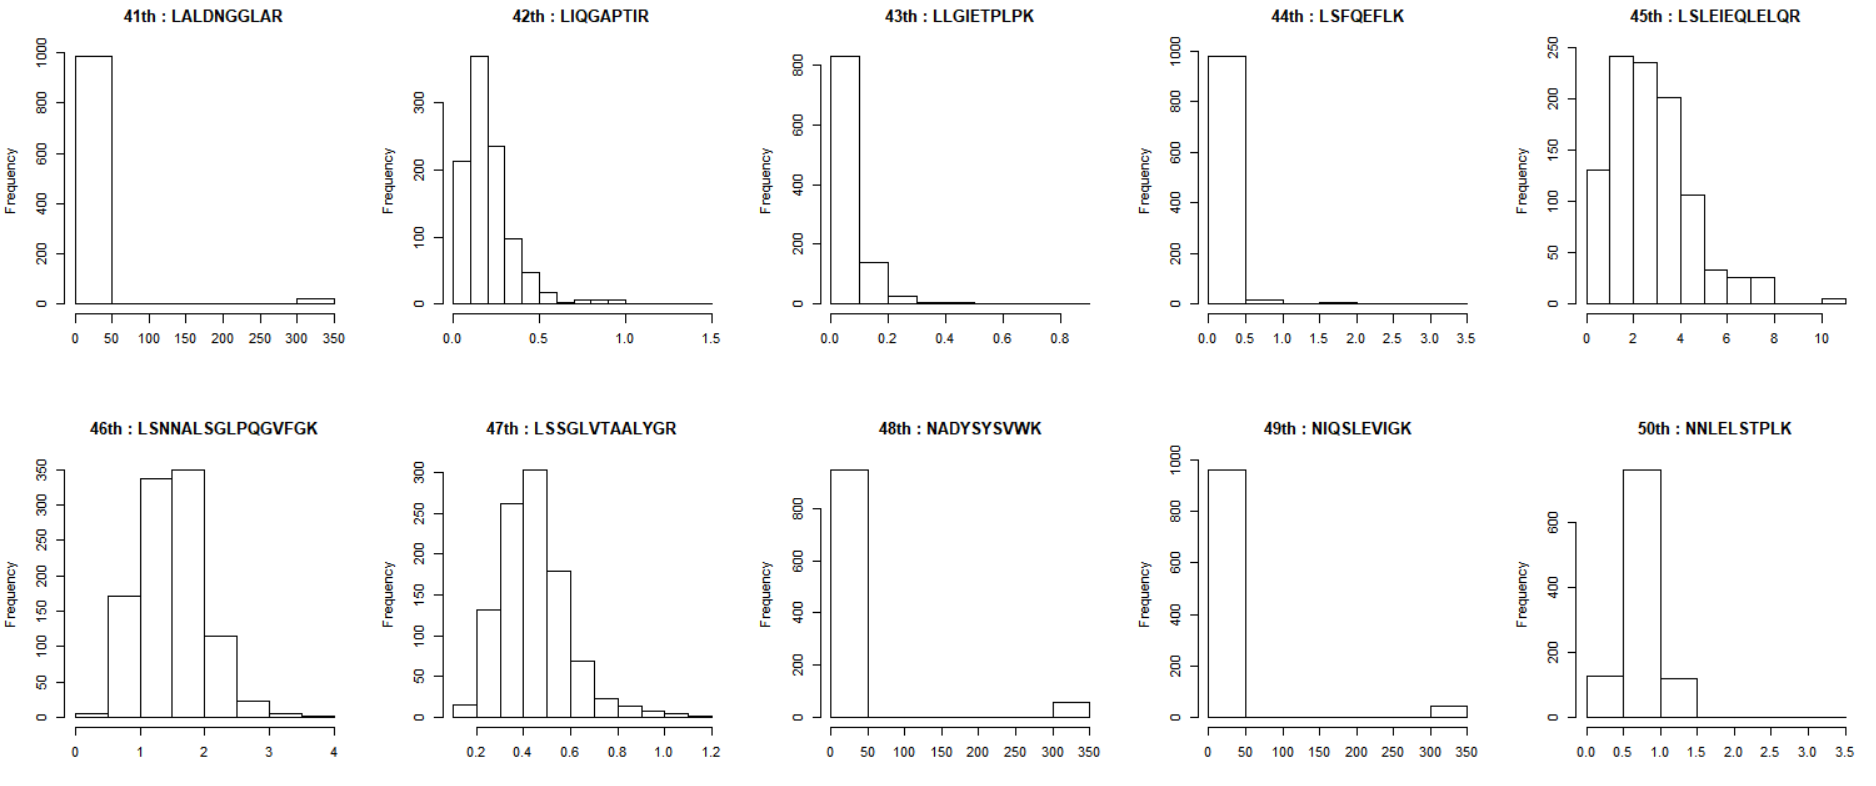 41th : LALDNGGLAR
Frequency
0 200 400 600 800 1000
0 50 100 150 200 250 300 350
42th : LIQGAPTIR
Frequency
0 100 200 300
0.0 0.5 1.0 1.5
43th : LLGIETPLPK
Frequency
0 200 400 600 800
0.0 0.2 0.4 0.6 0.8
44th : LSFQEFLK
Frequency
0 200 400 600 800 1000
0.0 0.5 1.0 1.5 2.0 2.5 3.0 3.5
45th : LSLEIEQLELQR
Frequency
0 50 100 150 200 250
0 2 4 6 8 10
46th : LSNNALSGLPQGVFGK
Frequency
0 50 100 150 200 250 300 350
0 1 2 3 4
47th : LSSGLVTAALYGR
Frequency
0 50 100 150 200 250 300
0.2 0.4 0.6 0.8 1.0 1.2
48th : NADYSYSVWK
Frequency
0 200 400 600 800
0 50 100 150 200 250 300 350
49th : NIQSLEVIGK
Frequency
0 200 400 600 800 1000
0 50 100 150 200 250 300 350
50th : NNLELSTPLK
Frequency
0 200 400 600
0.0 0.5 1.0 1.5 2.0 2.5 3.0 3.5